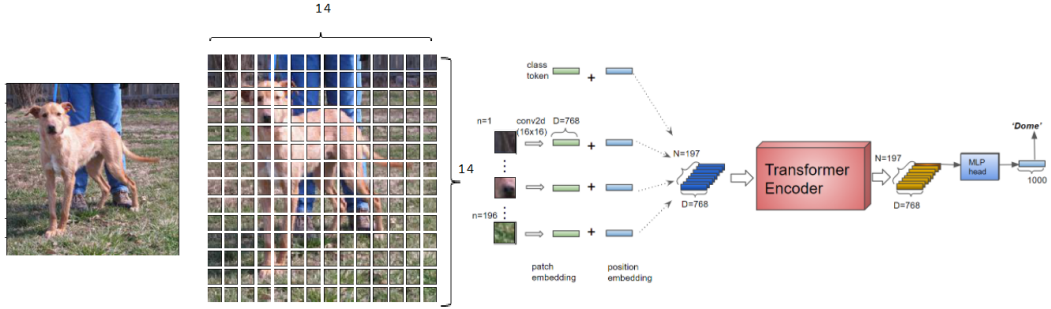 14
14
class
token
+
n=1
conv2d
(16x16)
D=768
+
+
n=196
+
patch
embedding
position
embedding
N=197
D=768
Transformer
Encoder
N=197
D=768
MLP
head
'Dome'
1000